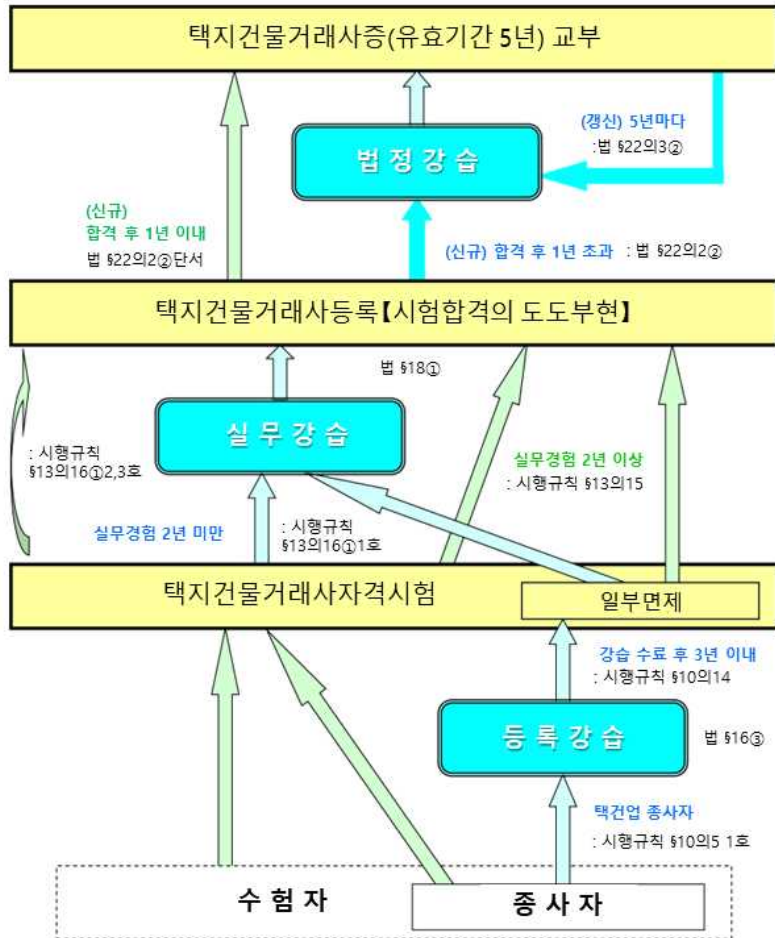 택지건물거래사증(유효기간 5년) 교부
(갱신) 5년마다
:법 §22의3②
법 정 강 습
(신규)
합격 후 1년 이내
법 §22의2②단서
(신규) 합격 후 1년 초과 : 법 §22의2②
택지건물거래사등록【시험합격의 도도부현】
법 §18①
실 무 강 습
: 시행규칙
§13의16①2,3호
실무경험 2년 이상
: 시행규칙 §13의15
실무경험 2년 미만
: 시행규칙
§13의16①1호
택지건물거래사자격시험
일부면제
강습 수료 후 3년 이내
: 시행규칙 §10의14
등 록 강 습
법 §16③
택건업 종사자
: 시행규칙 §10의5 1호
수 험 자
종 사 자